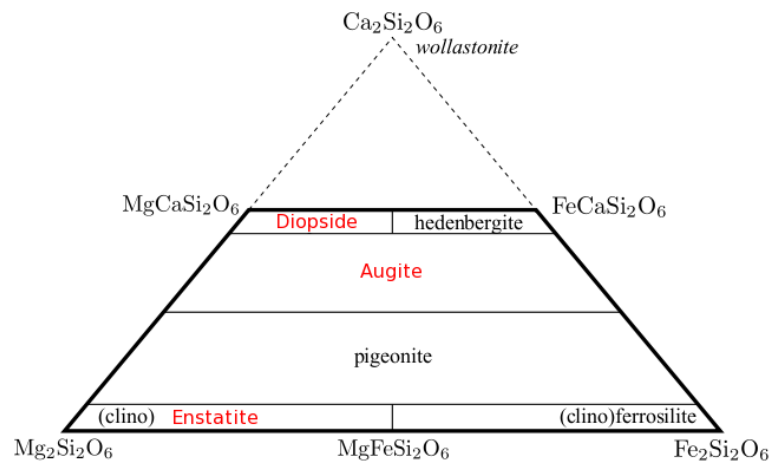 Ca₂Si₂O₆
wollastonite
MgCaSi₂O₆
FeCaSi₂O₆
Diopside
hedenbergite
Augite
pigeonite
(clino) Enstatite
(clino)ferrosilite
Mg₂Si₂O₆
MgFeSi₂O₆
Fe₂Si₂O₆